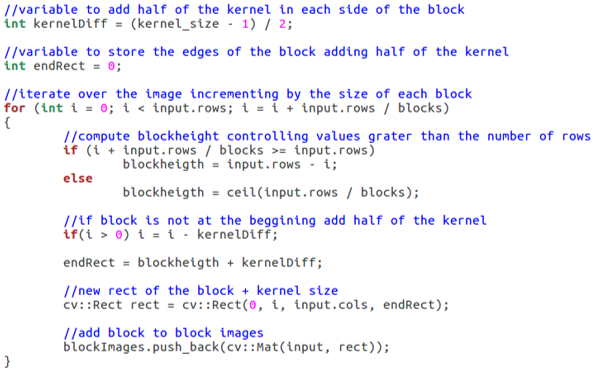 //variable to add half of the kernel in each side of the block
int kernelDiff = (kernel_size - 1) / 2;

//variable to store the edges of the block adding half of the kernel
int endRect = 0;

//iterate over the image incrementing by the size of each block
for (int i = 0; i < input.rows; i = i + input.rows / blocks)
{
        //compute blockheight controlling values grater than the number of rows
        if (i + input.rows / blocks >= input.rows)
                blockheigth = input.rows - i;
        else
                blockheigth = ceil(input.rows / blocks);

        //if block is not at the beggining add half of the kernel
        if(i > 0) i = i - kernelDiff;

        endRect = blockheigth + kernelDiff;

        //new rect of the block + kernel size
        cv::Rect rect = cv::Rect(0, i, input.cols, endRect);

        //add block to block images
        blockImages.push_back(cv::Mat(input, rect));
}